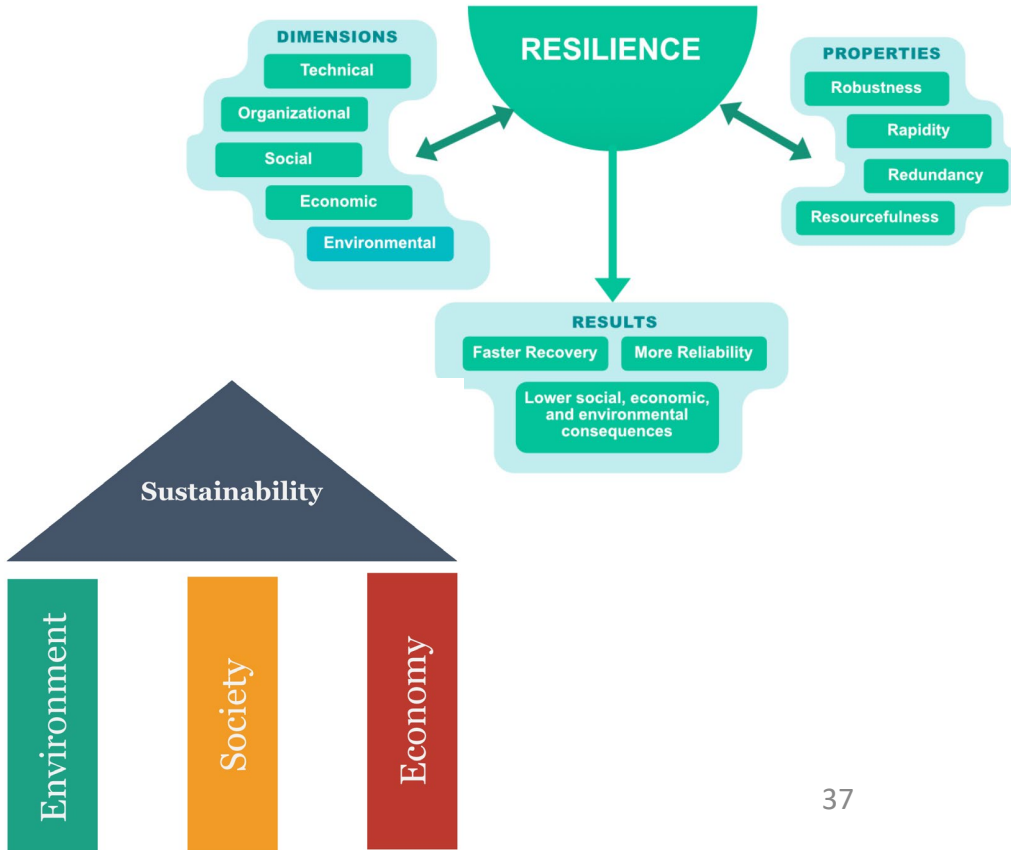 RESILIENCE
DIMENSIONS
Technical
Organizational
Social
Economic
Environmental
PROPERTIES
Robustness
Rapidity
Redundancy
Resourcefulness
RESULTS
Faster Recovery
More Reliability
Lower social, economic,
and environmental
consequences
Sustainability
Environment
Society
Economy
37